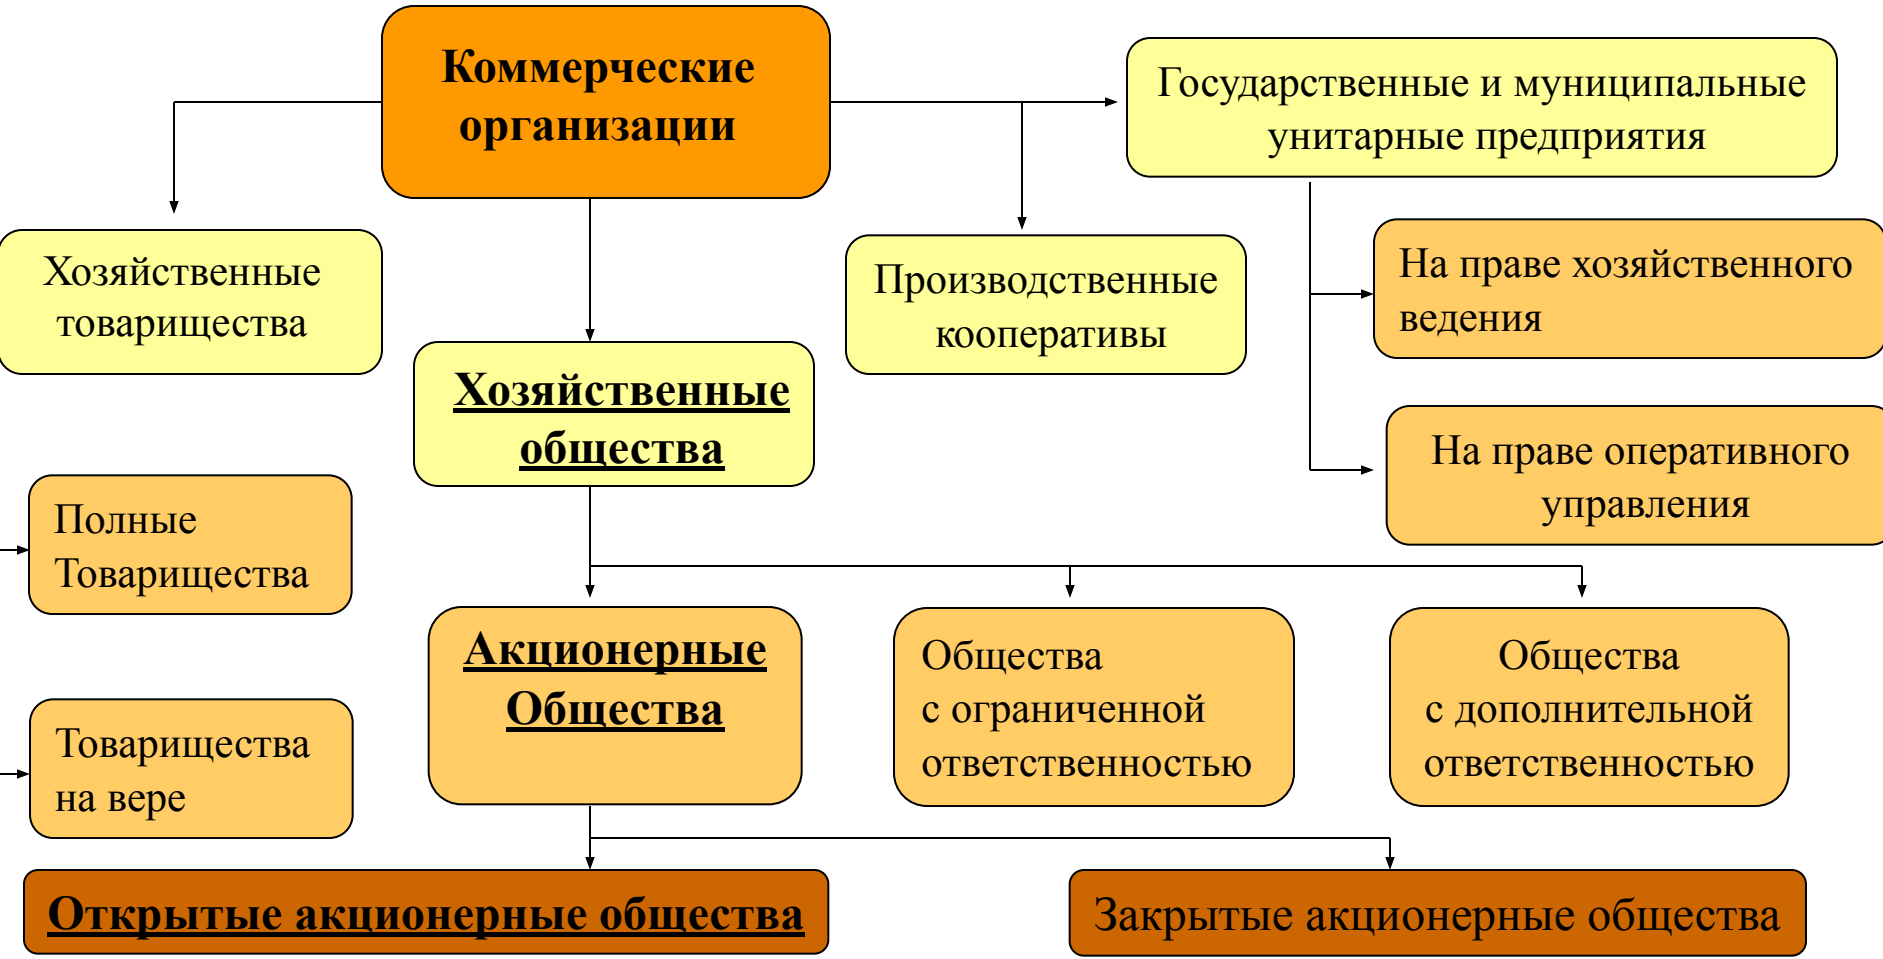 Коммерческие
организации
Государственные и муниципальные
унитарные предприятия
Хозяйственные
товарищества
Производственные
кооперативы
На праве хозяйственного
ведения
Хозяйственные
общества
На праве оперативного
управления
Полные
Товарищества
Акционерные
Общества
Общества
с ограниченной
ответственностью
Общества
с дополнительной
ответственностью
Товарищества
на вере
Открытые акционерные общества
Закрытые акционерные общества